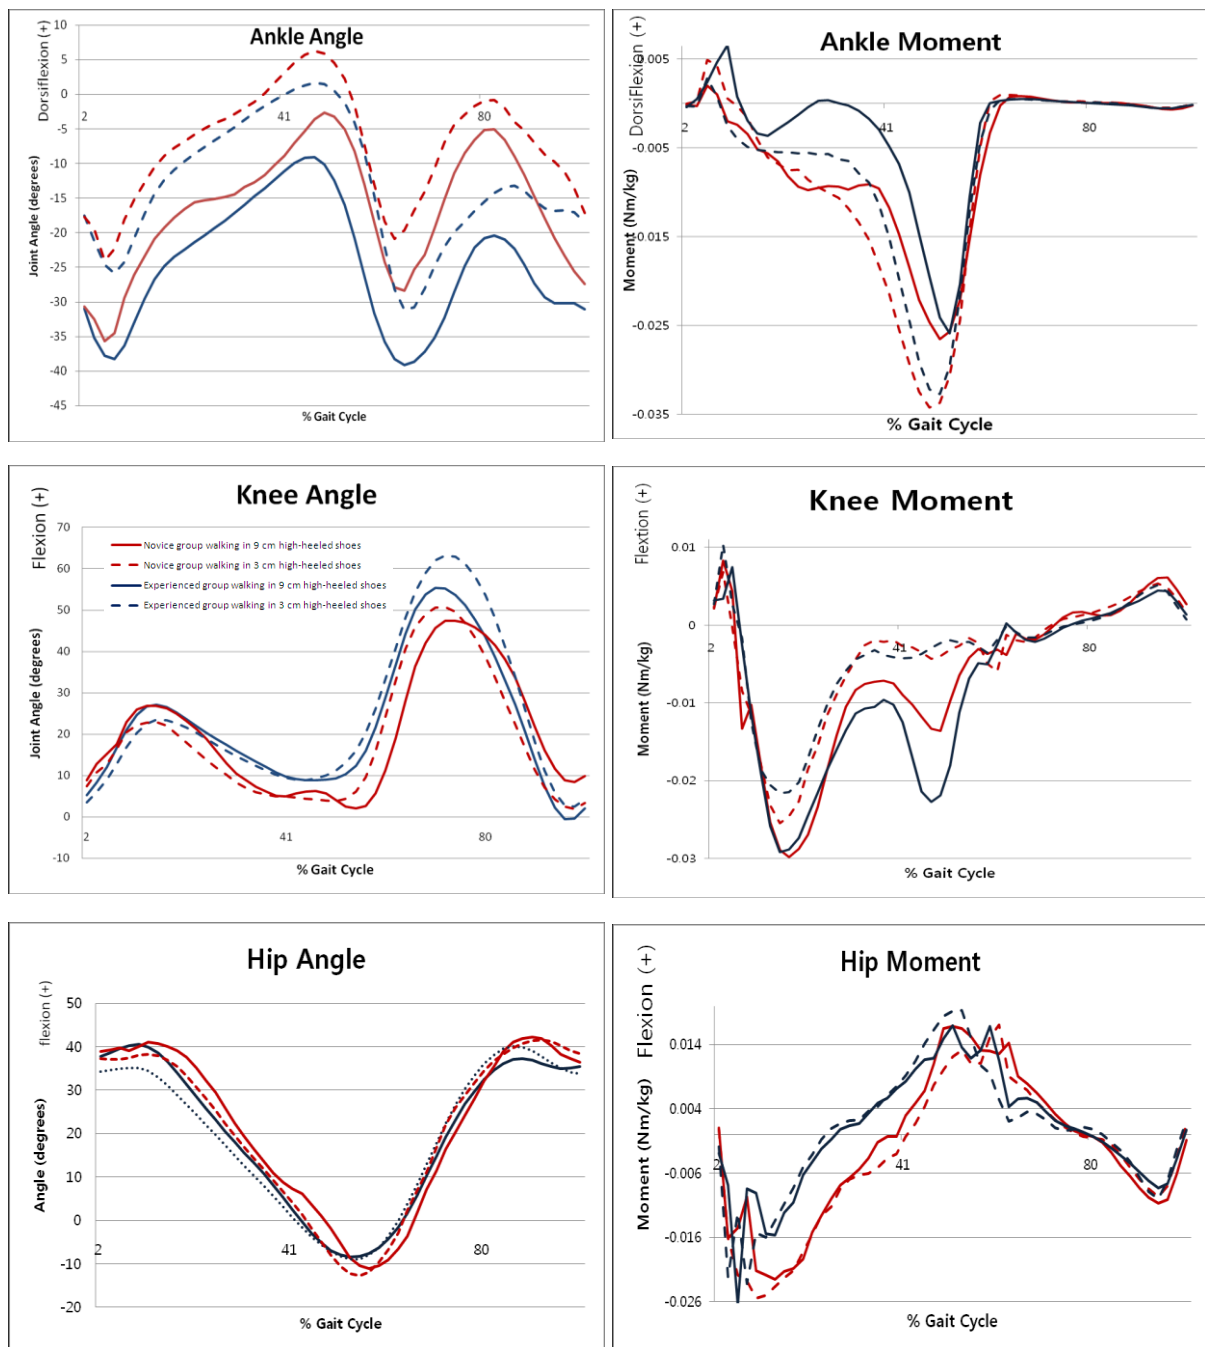 Ankle Angle
Dorsiflexion (+)
Joint Angle (degrees)
10
5
0
-5
-10
-15
-20
-25
-30
-35
-40
-45
2
41
80
% Gait Cycle
Ankle Moment
DorsiFlexion (+)
Moment (Nm/kg)
0.005
-0.005
-0.015
-0.025
-0.035
2
41
80
% Gait Cycle
Knee Angle
Flexion (+)
Joint Angle (degrees)
70
60
50
40
30
20
10
0
-10
Novice group walking in 9 cm high-heeled shoes
Novice group walking in 3 cm high-heeled shoes
Experienced group walking in 9 cm high-heeled shoes
Experienced group walking in 3 cm high-heeled shoes
2
41
80
% Gait Cycle
Knee Moment
Flextion (+)
Moment (Nm/kg)
0.01
0
-0.01
-0.02
-0.03
2
41
80
% Gait Cycle
Hip Angle
flexion (+)
Angle (degrees)
50
40
30
20
10
0
-10
-20
2
41
80
% Gait Cycle
Hip Moment
Moment (Nm/kg) Flexion (+)
0.014
0.004
-0.006
-0.016
-0.026
2
41
80
% Gait Cycle